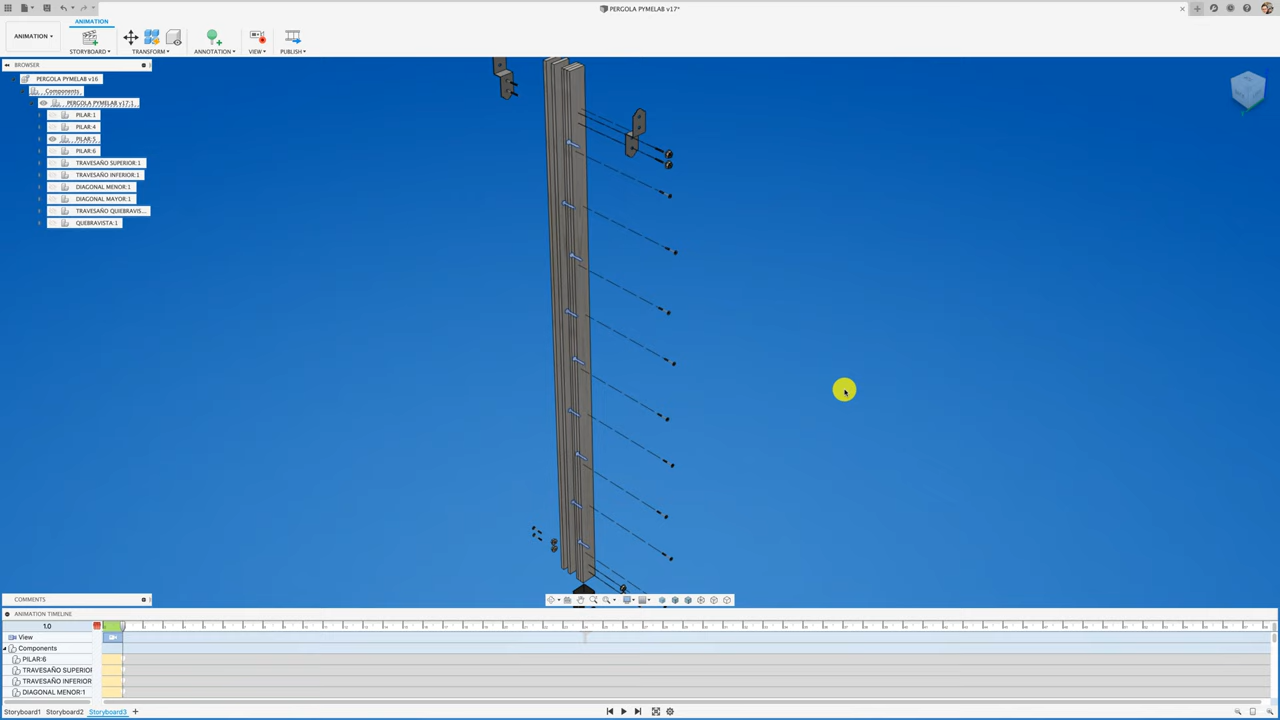 PERGOLA PYMELAB v17*
ANIMATION
ANIMATION
STORYBOARD
TRANSFORM
ANNOTATION
VIEW
PUBLISH
BROWSER
PERGOLA PYMELAB v16
Components
PERGOLA PYMELAB v17:1
PILAR:1
PILAR:4
PILAR:5
PILAR:6
TRAVESAÑO SUPERIOR:1
TRAVESAÑO INFERIOR:1
DIAGONAL MENOR:1
DIAGONAL MAYOR:1
TRAVESAÑO QUIEBRAVIS...
QUEBRAVISTA:1
COMMENTS
ANIMATION TIMELINE
1.0
View
Components
PILAR:6
TRAVESAÑO SUPERIOR
TRAVESAÑO INFERIOR
DIAGONAL MENOR:1
Storyboard1 Storyboard2 Storyboard3 +